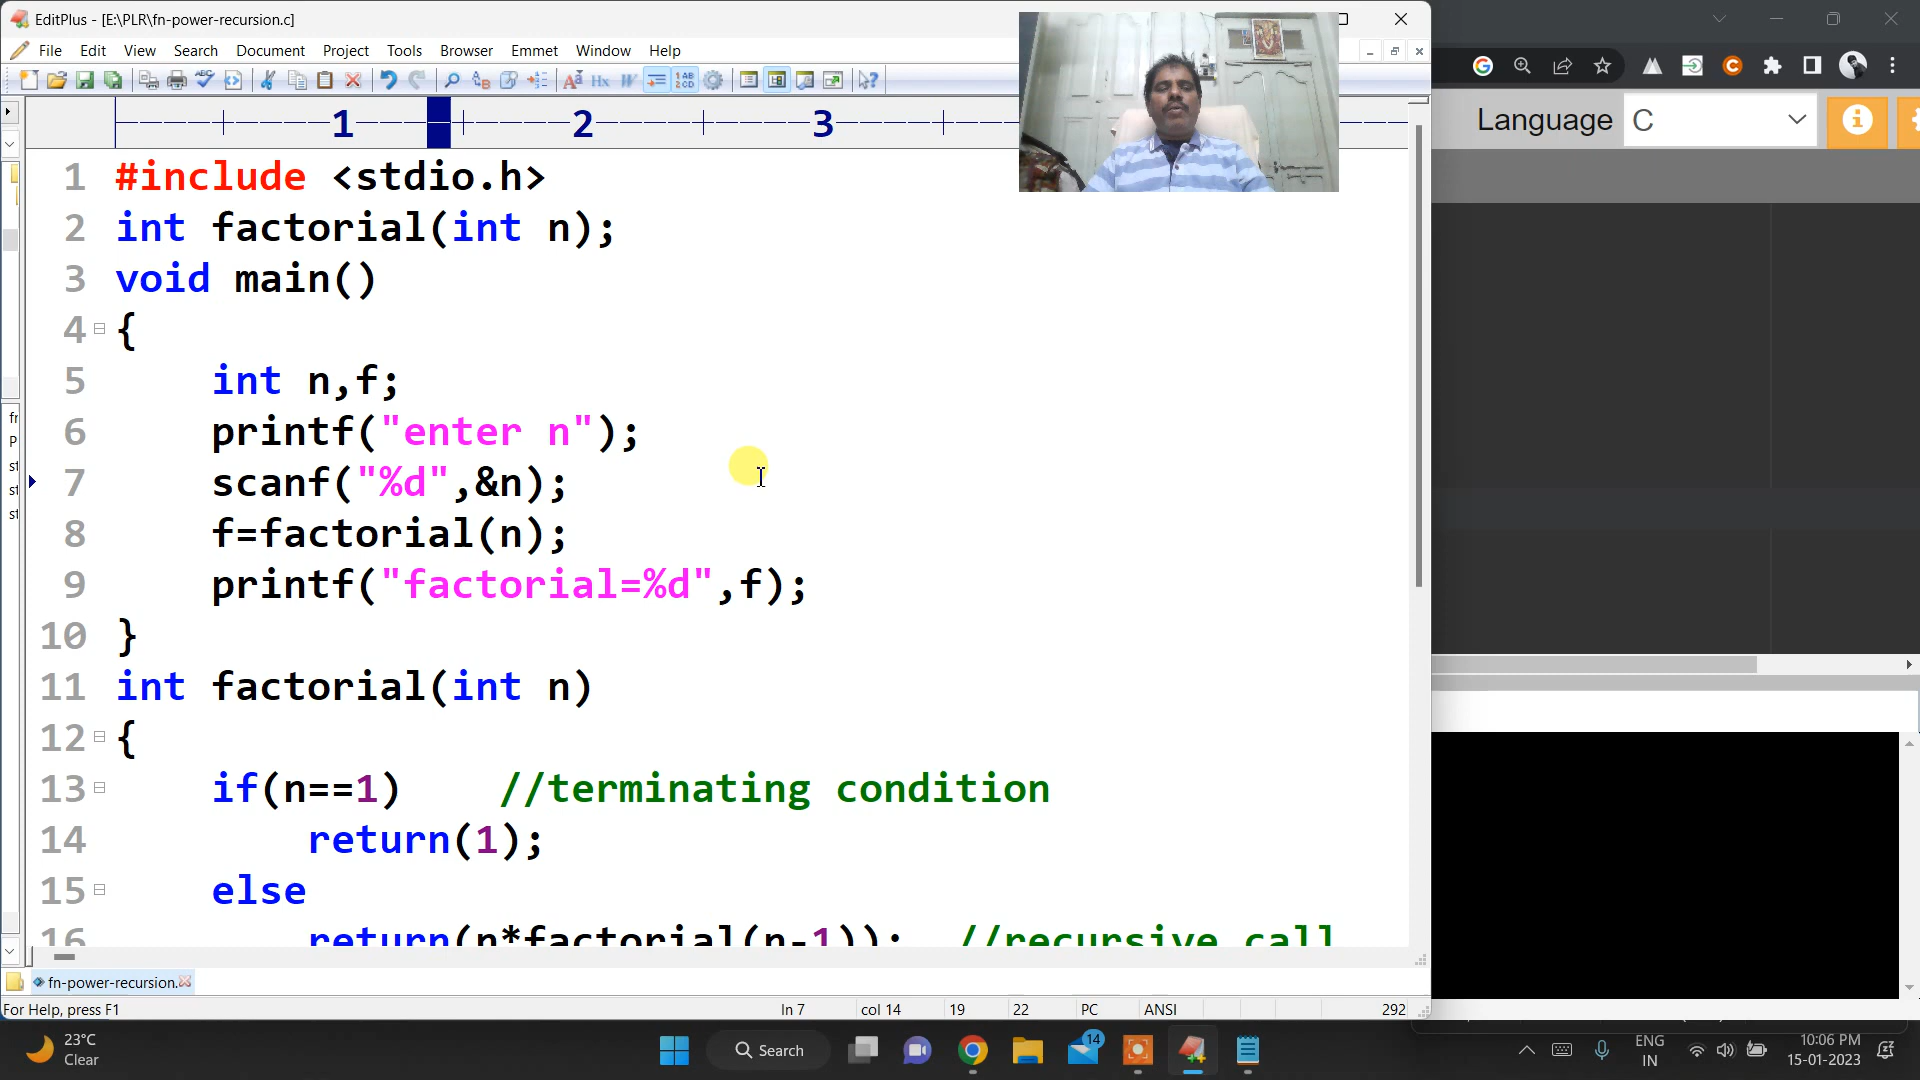 EditPlus - [E:\PLR\fn-power-recursion.c]
File Edit View Search Document Project Tools Browser Emmet Window Help
Language C
1 2 3
1 #include <stdio.h>
2 int factorial(int n);
3 void main()
4 {
5 int n,f;
6 printf("enter n");
7 scanf("%d",&n);
8 f=factorial(n);
9 printf("factorial=%d",f);
10 }
11 int factorial(int n)
12 {
13 if(n==1) //terminating condition
14 return(1);
15 else
16 return(n*factorial(n-1)); //recursive call
fn-power-recursion.
For Help, press F1 ln 7 col 14 19 22 PC ANSI 292
23°C
Clear
Search
14
ENG
IN
10:06 PM
15-01-2023